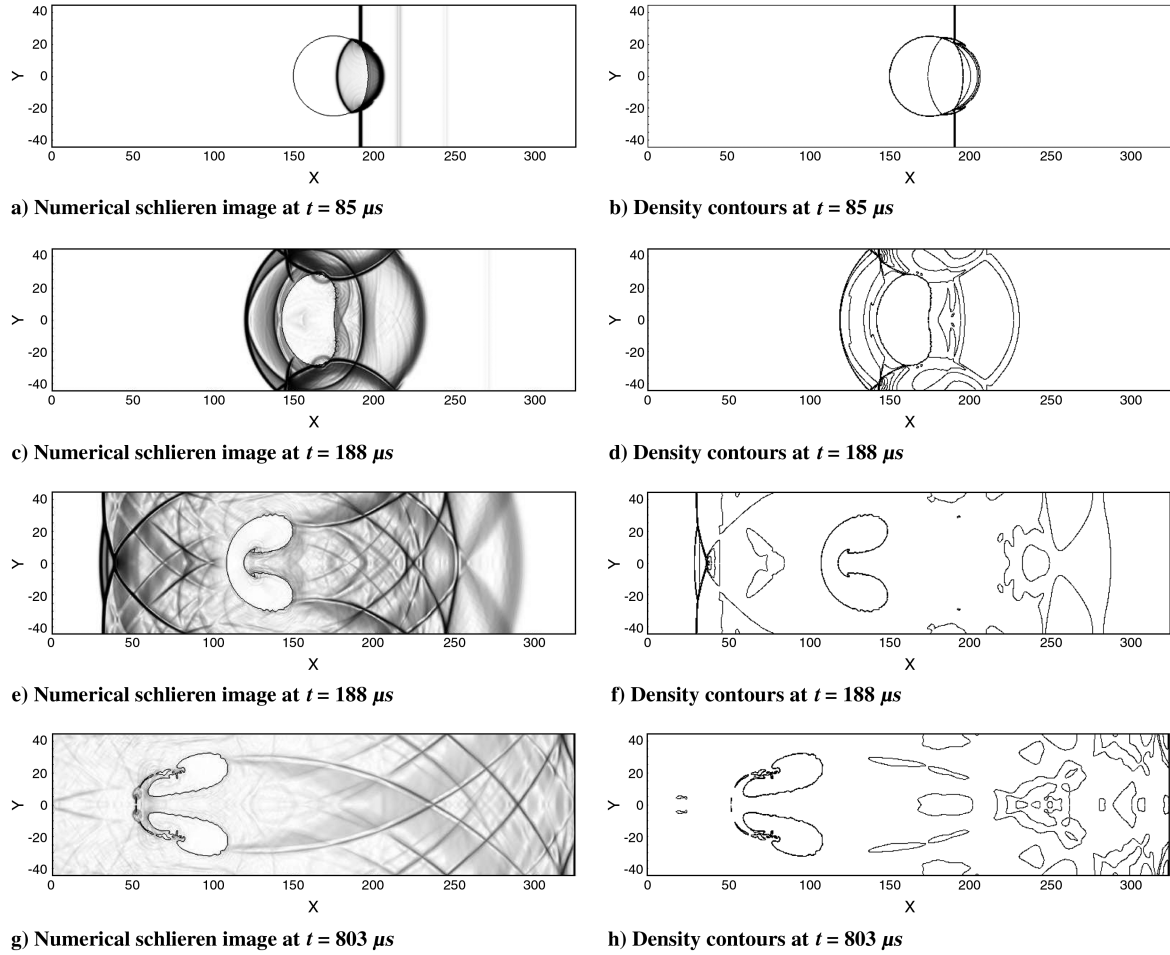 40
20
0
-20
-40
Y
0 50 100 150 200 250 300
X
a) Numerical schlieren image at t = 85 μs
40
20
0
-20
-40
Y
0 50 100 150 200 250 300
X
b) Density contours at t = 85 μs
40
20
0
-20
-40
Y
0 50 100 150 200 250 300
X
c) Numerical schlieren image at t = 188 μs
40
20
0
-20
-40
Y
0 50 100 150 200 250 300
X
d) Density contours at t = 188 μs
40
20
0
-20
-40
Y
0 50 100 150 200 250 300
X
e) Numerical schlieren image at t = 188 μs
40
20
0
-20
-40
Y
0 50 100 150 200 250 300
X
f) Density contours at t = 188 μs
40
20
0
-20
-40
Y
0 50 100 150 200 250 300
X
g) Numerical schlieren image at t = 803 μs
40
20
0
-20
-40
Y
0 50 100 150 200 250 300
X
h) Density contours at t = 803 μs